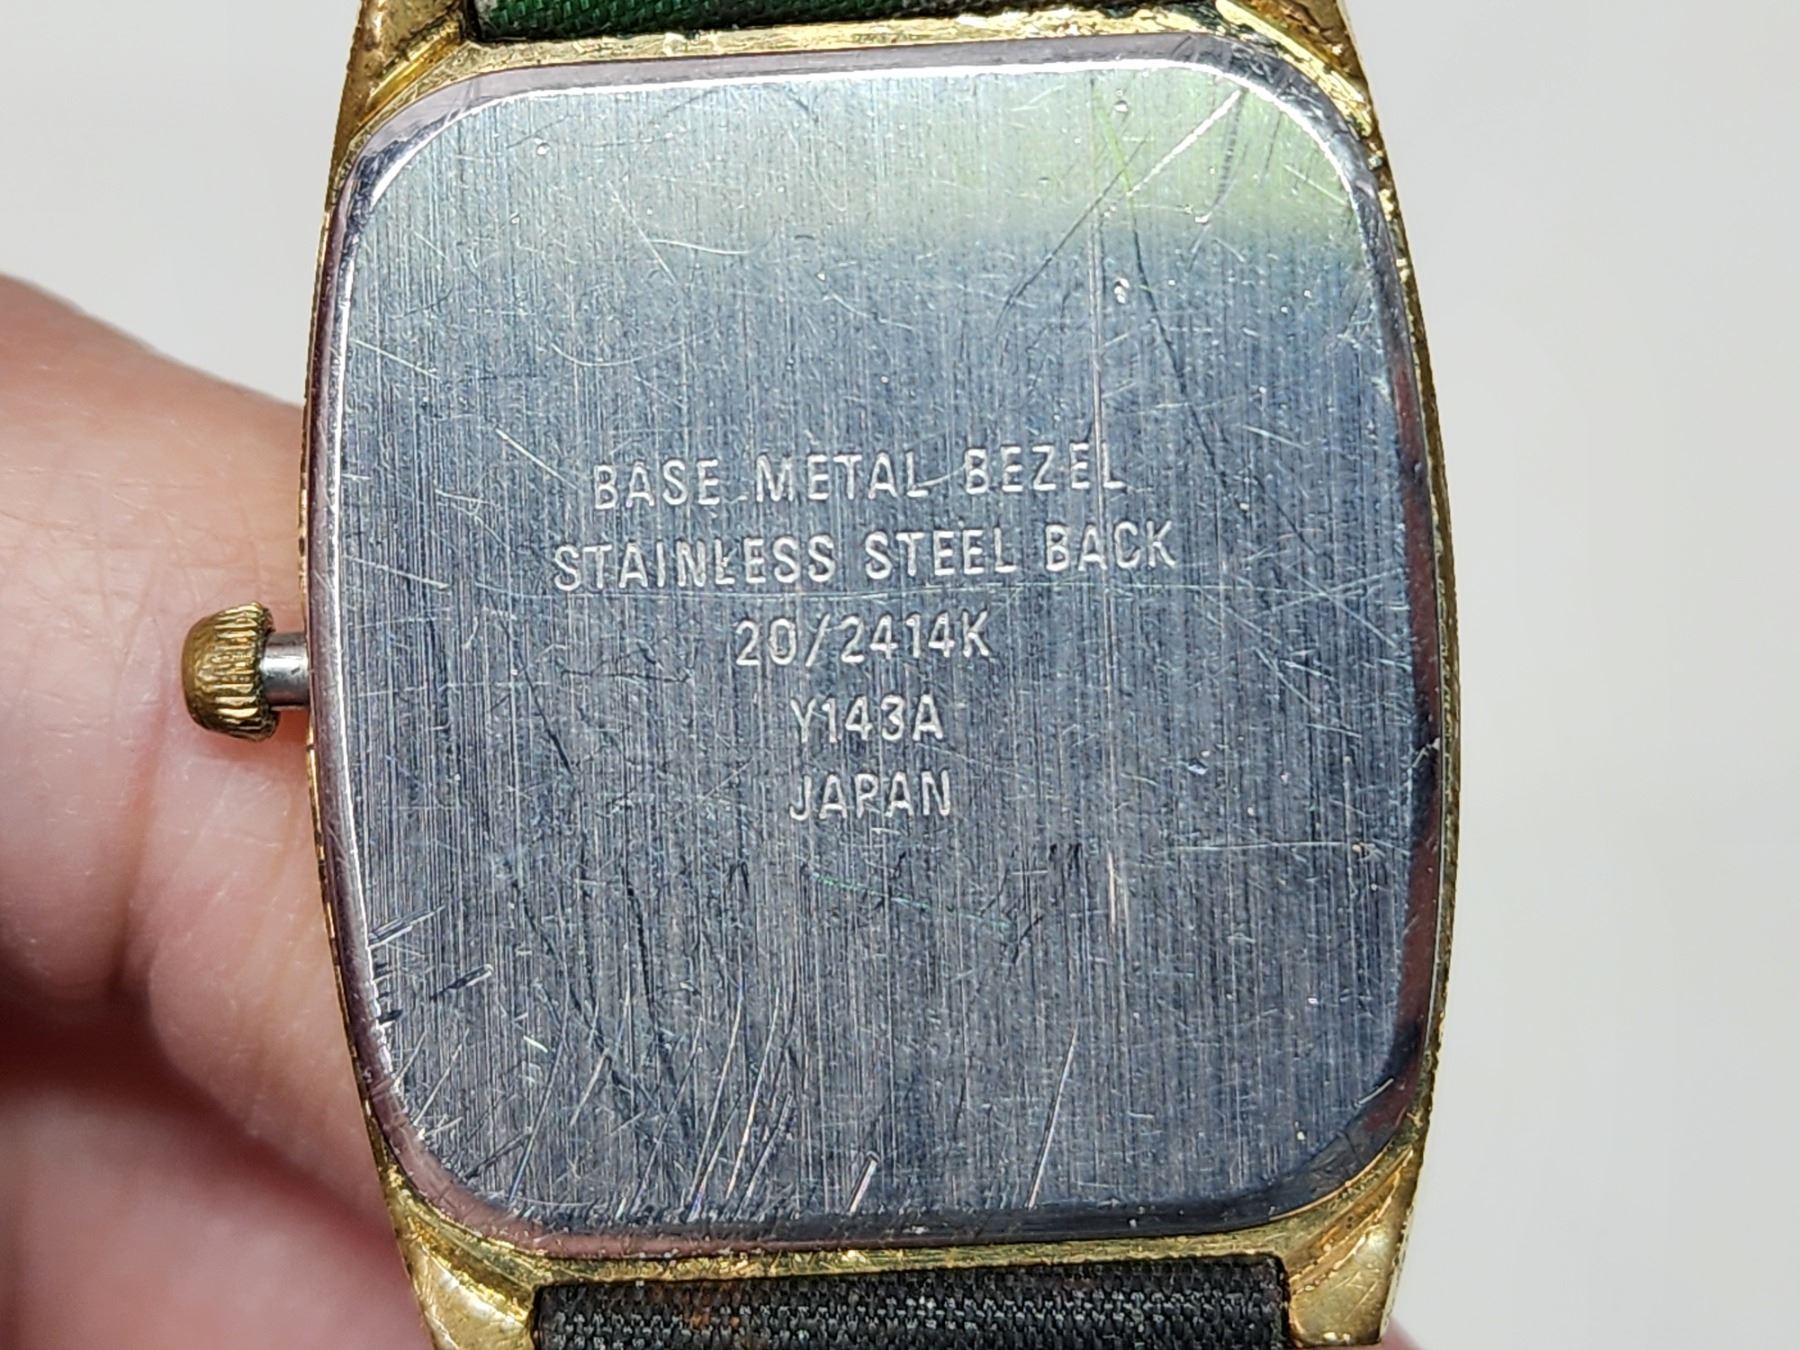 BASE METAL BEZEL
STAINLESS STEEL BACK
20/2414K
Y143A
JAPAN